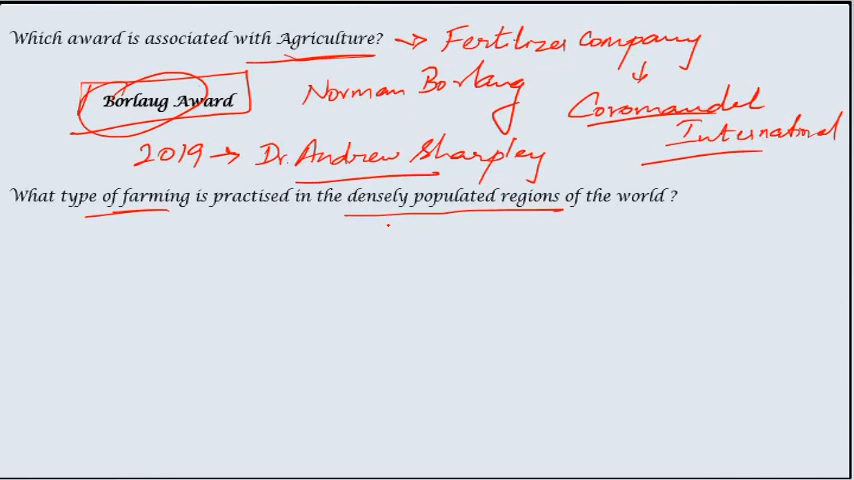 Which award is associated with Agriculture? → Fertilizer Company
Borlaug Award
Norman Borlaug
↓
Coromandel
International
2019 → Dr. Andrew Sharpley
What type of farming is practised in the densely populated regions of the world ?